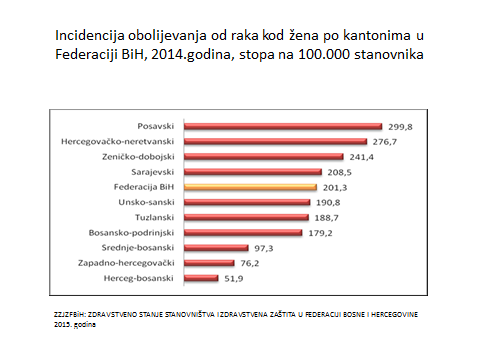 Incidencija obolijevanja od raka kod žena po kantonima u
Federaciji BiH, 2014.godina, stopa na 100.000 stanovnika
Posavski 299,8
Hercegovačko-neretvanski 276,7
Zeničko-dobojski 241,4
Sarajevski 208,5
Federacija BiH 201,3
Unsko-sanski 190,8
Tuzlanski 188,7
Bosansko-podrinjski 179,2
Srednje-bosanski 97,3
Zapadno-hercegovački 76,2
Herceg-bosanski 51,9
ZZJZFBiH: ZDRAVSTVENO STANJE STANOVNIŠTVA I ZDRAVSTVENA ZAŠTITA U FEDERACIJI BOSNE I HERCEGOVINE
2015. godina